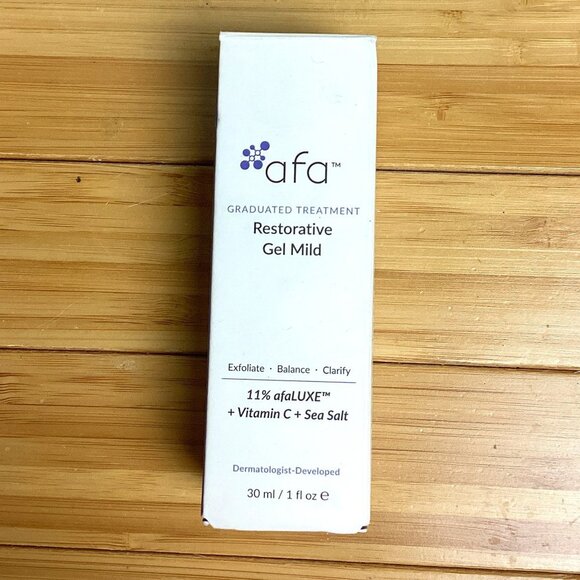 afa™
GRADUATED TREATMENT
Restorative
Gel Mild
Exfoliate · Balance · Clarify
11% afaLUXE™
+ Vitamin C + Sea Salt
Dermatologist-Developed
30 ml / 1 fl oz ℮